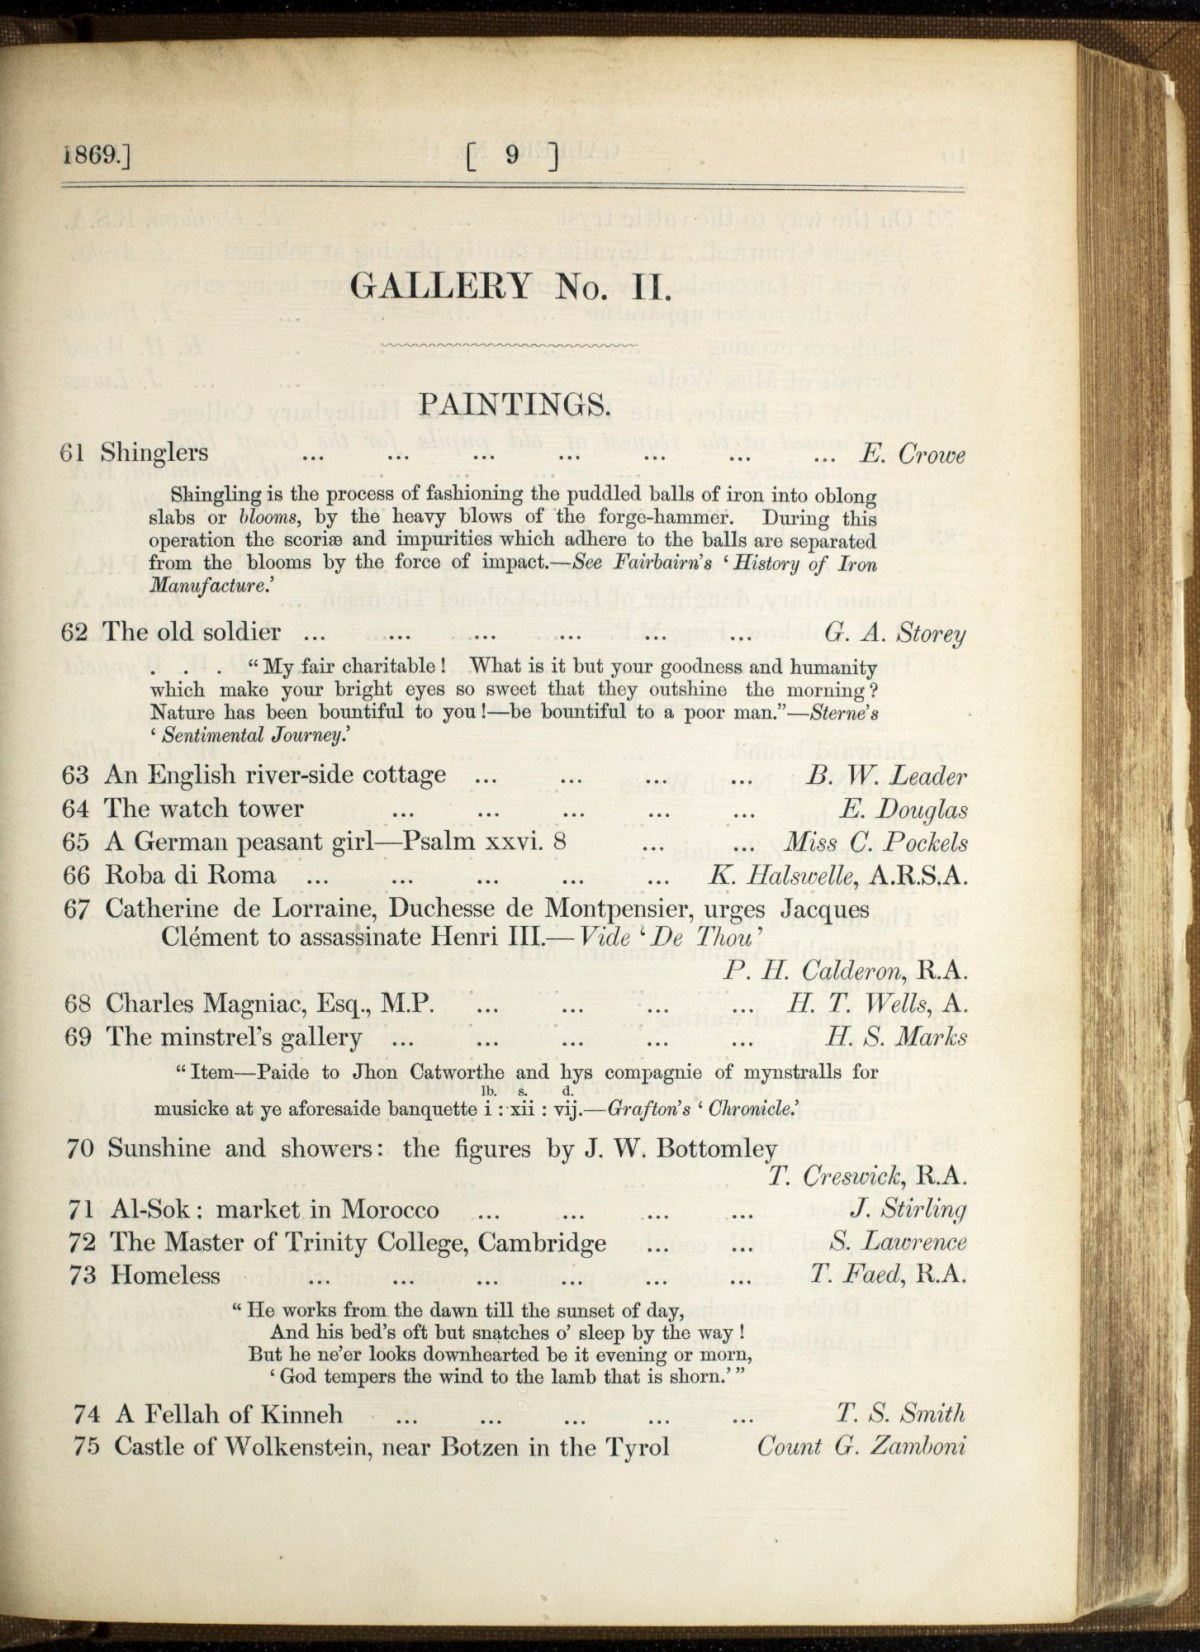 1869.] [ 9 ]
GALLERY No. II.
PAINTINGS.
61 Shinglers ... ... ... ... ... ... ... E. Crowe
Shingling is the process of fashioning the puddled balls of iron into oblong
slabs or blooms, by the heavy blows of the forge-hammer. During this
operation the scoriæ and impurities which adhere to the balls are separated
from the blooms by the force of impact.—See Fairbairn's ‘History of Iron
Manufacture.’
62 The old soldier ... ... ... ... ... ... G. A. Storey
. . . “My fair charitable! What is it but your goodness and humanity
which make your bright eyes so sweet that they outshine the morning?
Nature has been bountiful to you!—be bountiful to a poor man.”—Sterne's
‘Sentimental Journey.’
63 An English river-side cottage ... ... ... ... B. W. Leader
64 The watch tower ... ... ... ... ... E. Douglas
65 A German peasant girl—Psalm xxvi. 8 ... ... Miss C. Pockels
66 Roba di Roma ... ... ... ... ... K. Halswelle, A.R.S.A.
67 Catherine de Lorraine, Duchesse de Montpensier, urges Jacques
Clément to assassinate Henri III.—Vide ‘De Thou’
P. H. Calderon, R.A.
68 Charles Magniac, Esq., M.P. ... ... ... ... H. T. Wells, A.
69 The minstrel's gallery ... ... ... ... ... H. S. Marks
“Item—Paide to Jhon Catworthe and hys compagnie of mynstralls for
lb. s. d.
musicke at ye aforesaide banquette i : xii : vij.—Grafton's ‘Chronicle.’
70 Sunshine and showers: the figures by J. W. Bottomley
T. Creswick, R.A.
71 Al-Sok: market in Morocco ... ... ... ... J. Stirling
72 The Master of Trinity College, Cambridge ... ... S. Lawrence
73 Homeless ... ... ... ... ... ... T. Faed, R.A.
“He works from the dawn till the sunset of day,
And his bed's oft but snatches o' sleep by the way!
But he ne'er looks downhearted be it evening or morn,
‘God tempers the wind to the lamb that is shorn.’”
74 A Fellah of Kinneh ... ... ... ... ... T. S. Smith
75 Castle of Wolkenstein, near Botzen in the Tyrol Count G. Zamboni